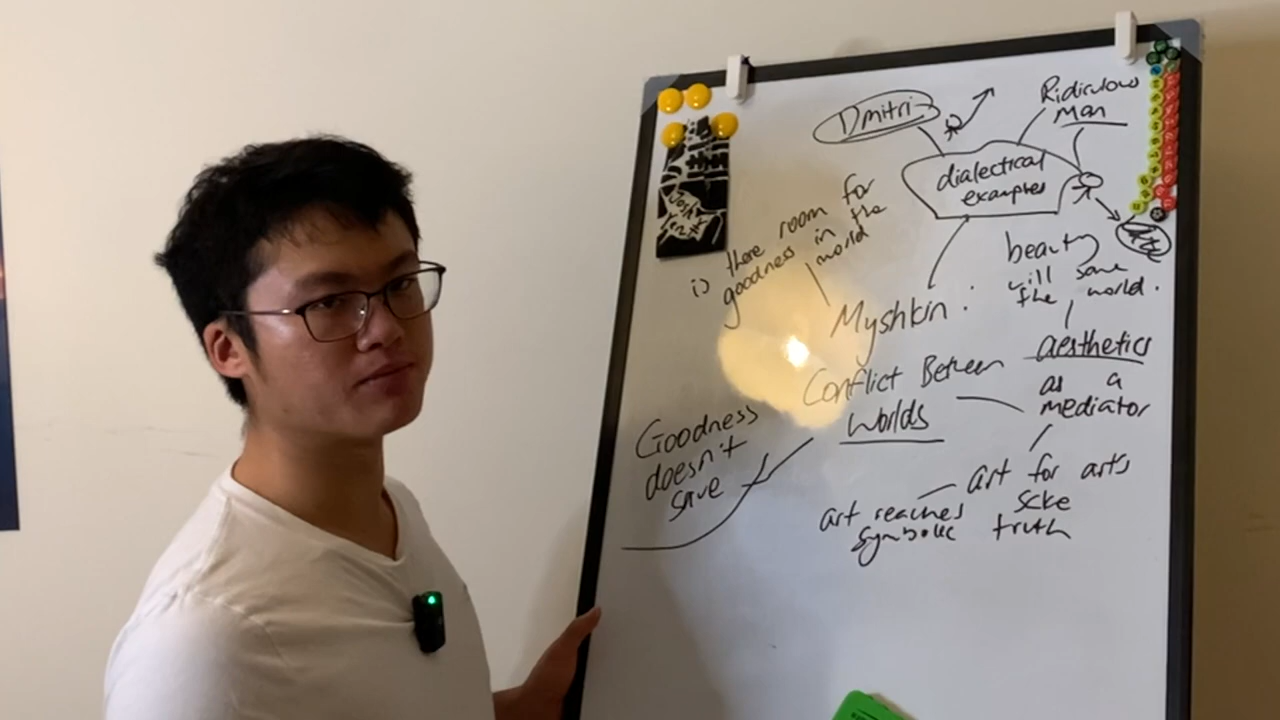 Dmitri
Ridiculous
man
dialectical
examples
is there room for
goodness in the
world
beauty
will save
the world.
Myshkin :
Conflict Between
Worlds
aesthetics
as a
mediator
Goodness
doesn't
save
art for arts
scke
art reaches
symbolic truth